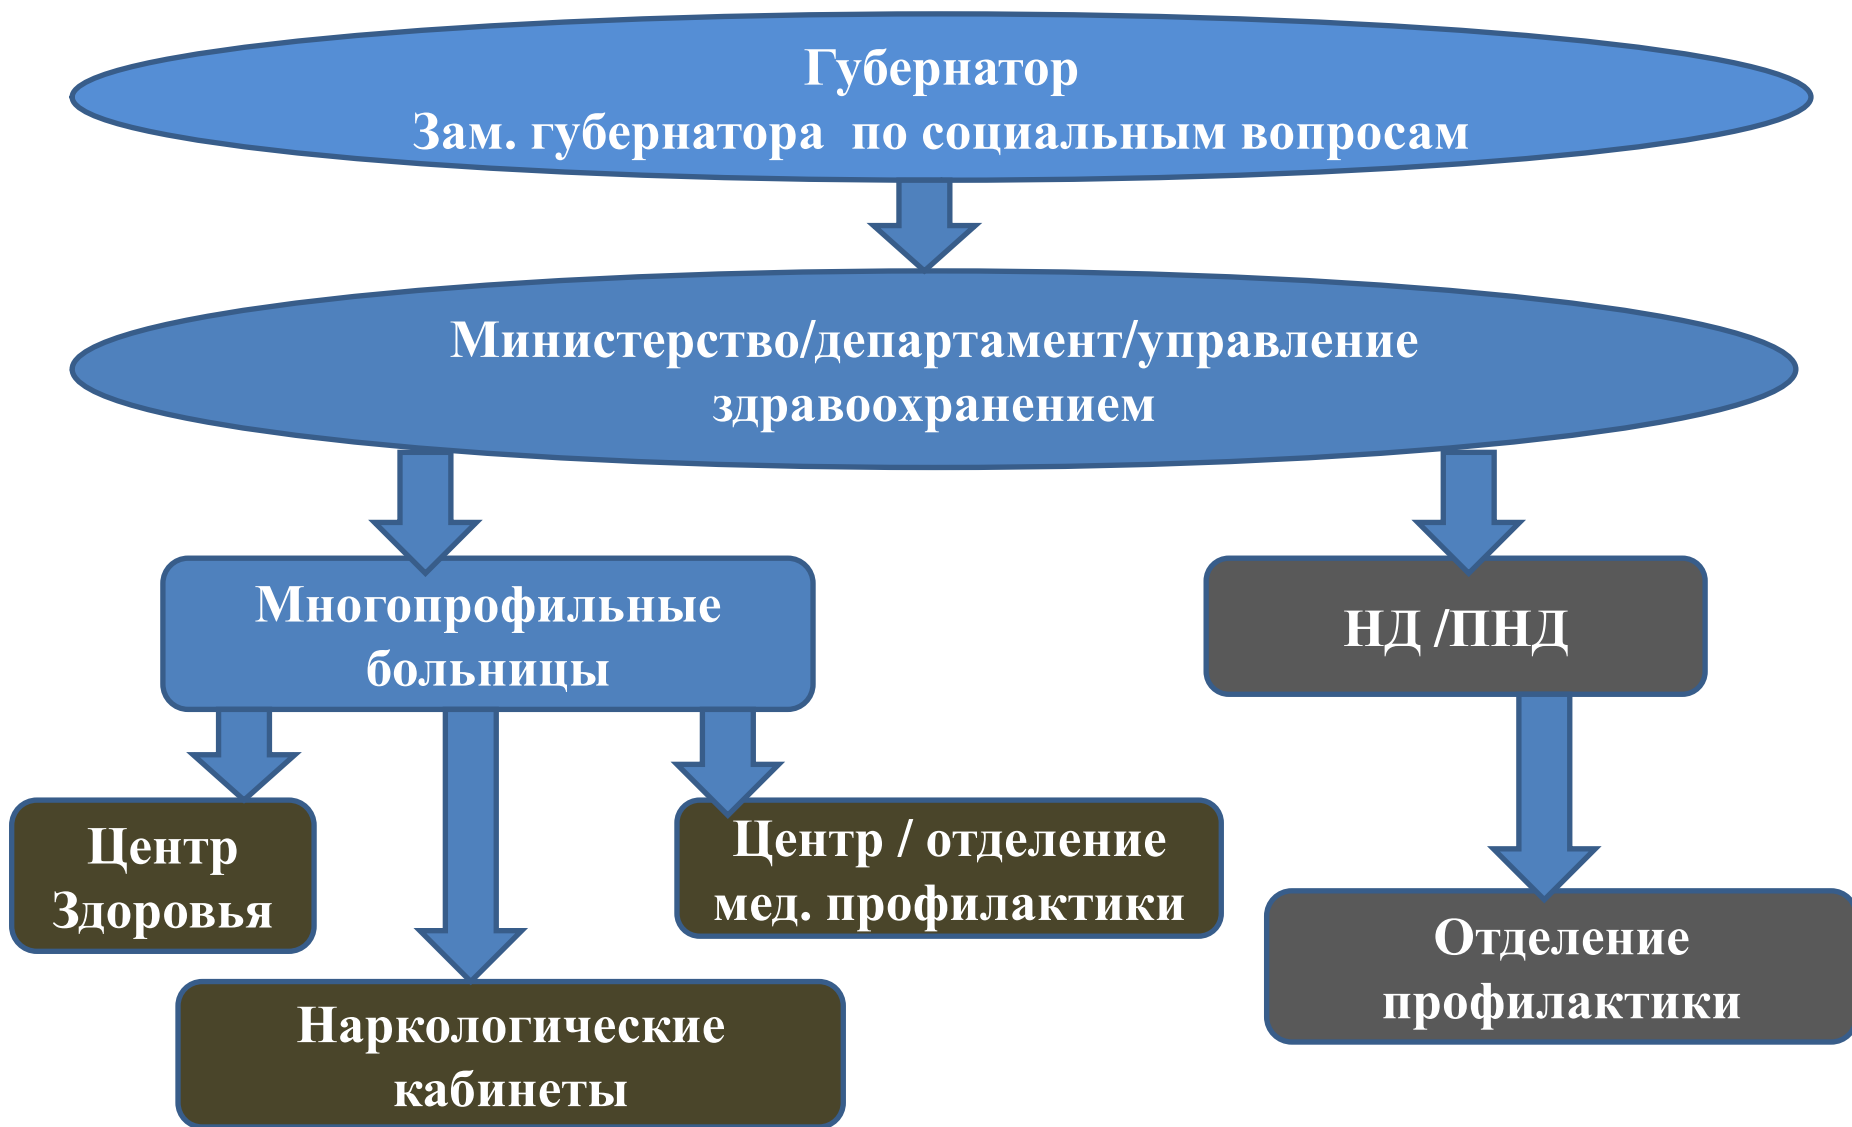 Губернатор
Зам. губернатора по социальным вопросам
Министерство/департамент/управление
здравоохранением
Многопрофильные
больницы
НД /ПНД
Центр
Здоровья
Центр / отделение
мед. профилактики
Отделение
профилактики
Наркологические
кабинеты